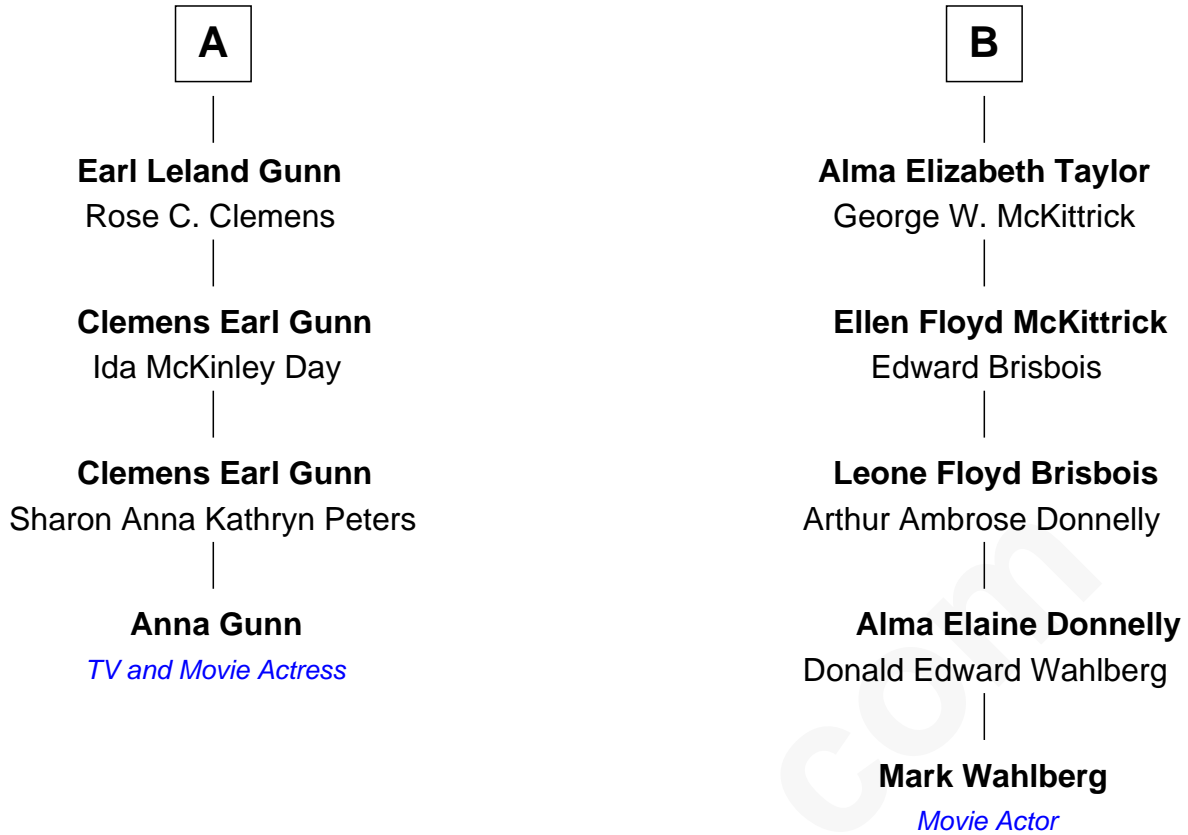 A
Earl Leland Gunn
Rose C. Clemens
Clemens Earl Gunn
Ida McKinley Day
Clemens Earl Gunn
Sharon Anna Kathryn Peters
Anna Gunn
TV and Movie Actress
B
Alma Elizabeth Taylor
George W. McKittrick
Ellen Floyd McKittrick
Edward Brisbois
Leone Floyd Brisbois
Arthur Ambrose Donnelly
Alma Elaine Donnelly
Donald Edward Wahlberg
Mark Wahlberg
Movie Actor
com